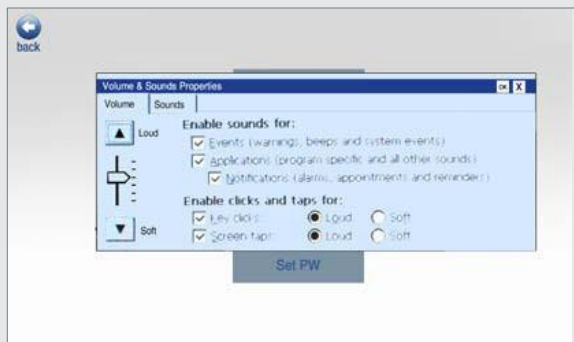 back
Volume & Sounds Properties
OK X
Volume Sounds
Loud
Soft
Enable sounds for:
Events (warnings, beeps and system events)
Applications (program specific and all other sounds)
Notifications (alarms, appointments and reminders)
Enable clicks and taps for:
Key clicks: Loud Soft
Screen taps: Loud Soft
Set PW